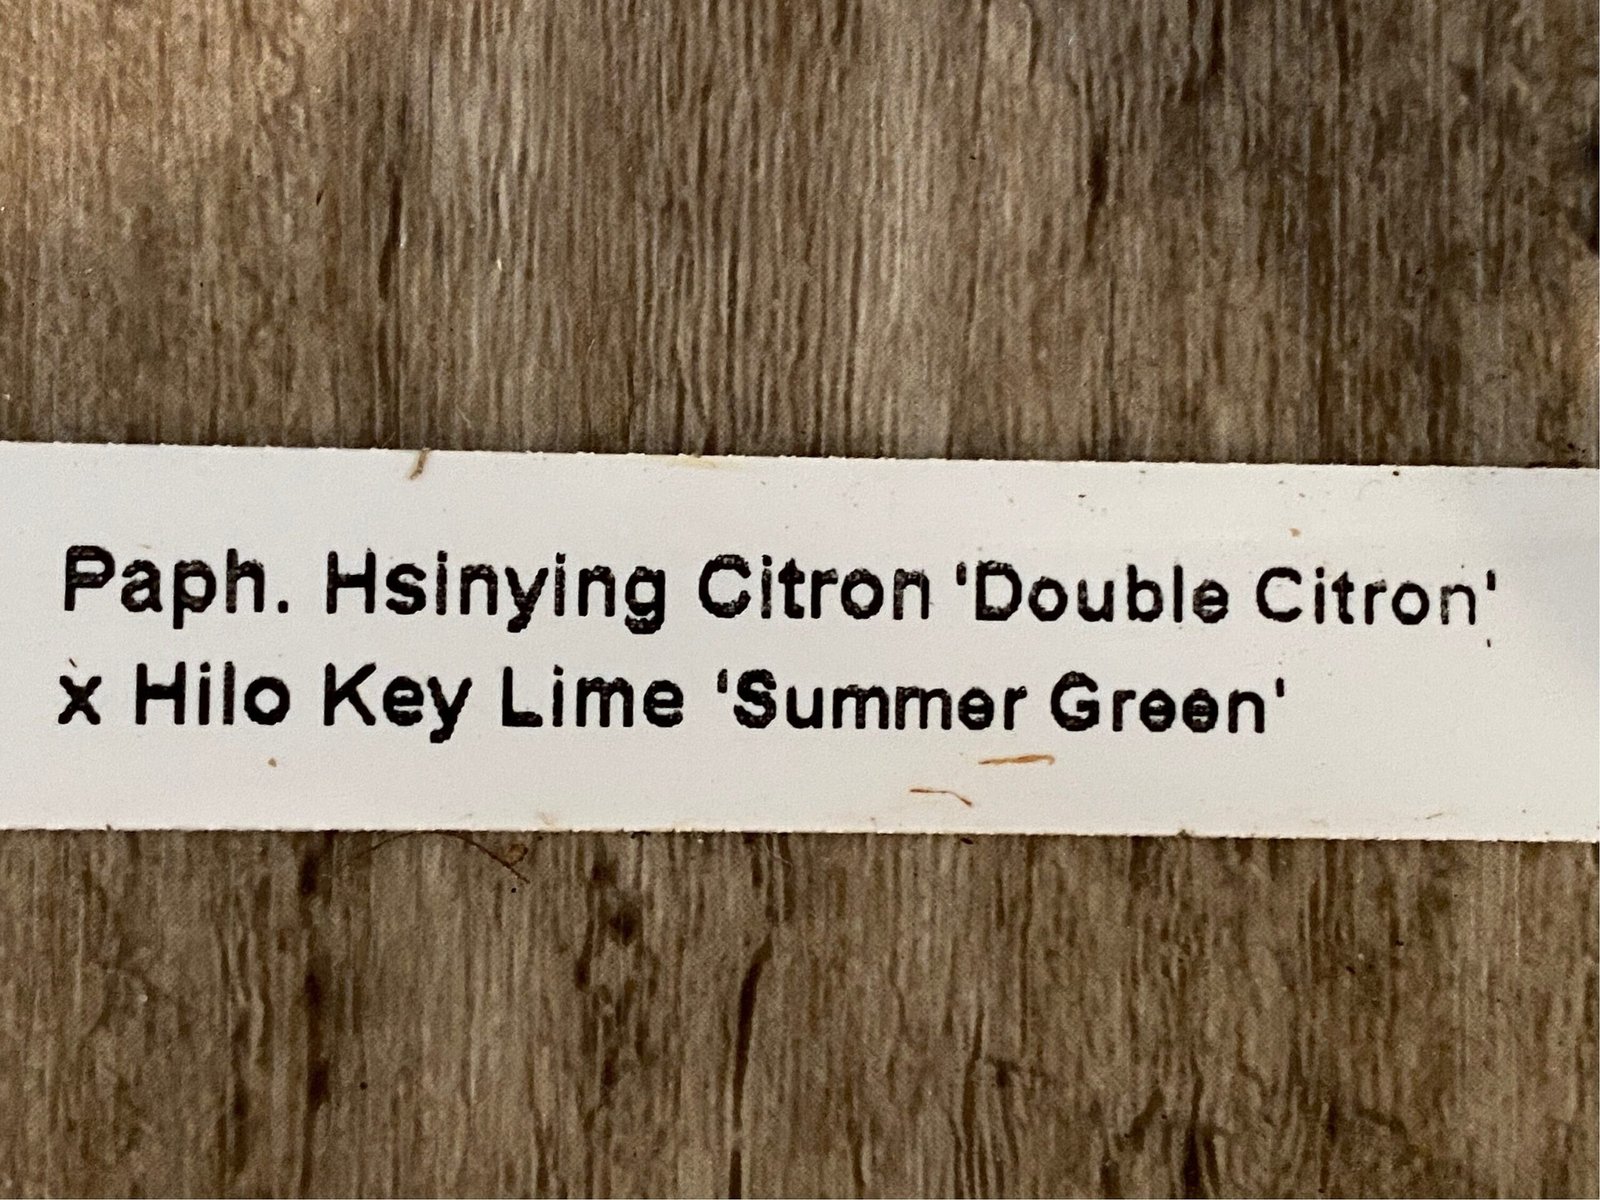 Paph. Hsinying Citron 'Double Citron'
x Hilo Key Lime 'Summer Green'